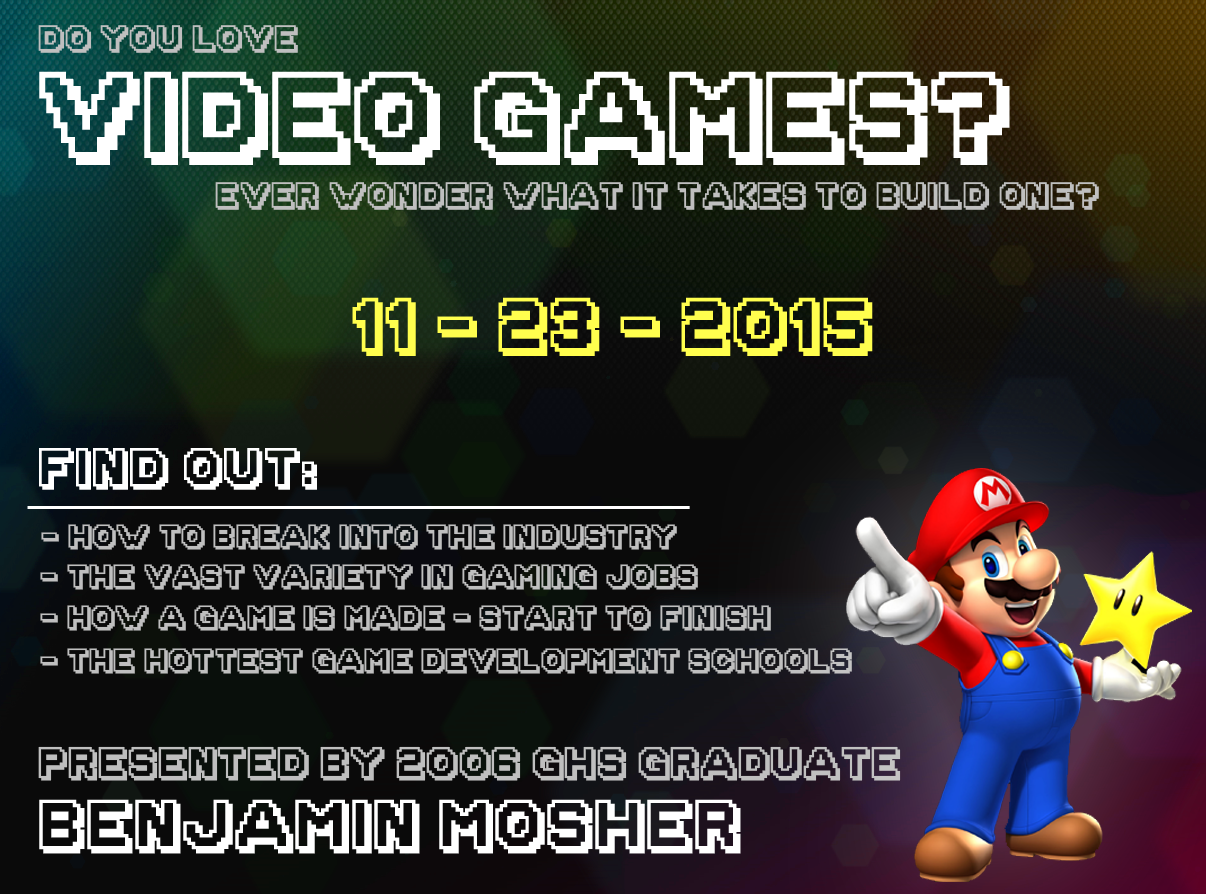 DO YOU LOVE
VIDEO GAMES?
EVER WONDER WHAT IT TAKES TO BUILD ONE?
11 - 23 - 2015
FIND OUT:
- HOW TO BREAK INTO THE INDUSTRY
- THE VAST VARIETY IN GAMING JOBS
- HOW A GAME IS MADE - START TO FINISH
- THE HOTTEST GAME DEVELOPMENT SCHOOLS
M
PRESENTED BY 2006 GHS GRADUATE
BENJAMIN MOSHER